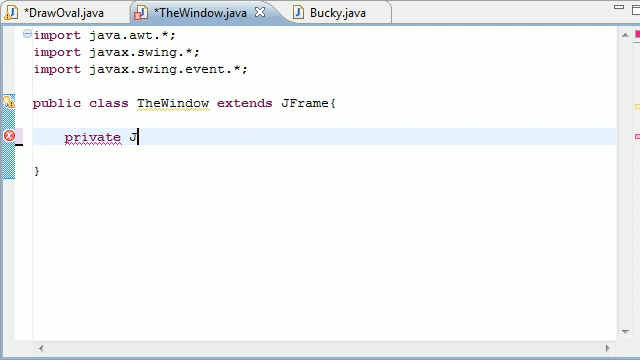 *DrawOval.java *TheWindow.java Bucky.java
import java.awt.*;
import javax.swing.*;
import javax.swing.event.*;
public class TheWindow extends JFrame{
private J
}